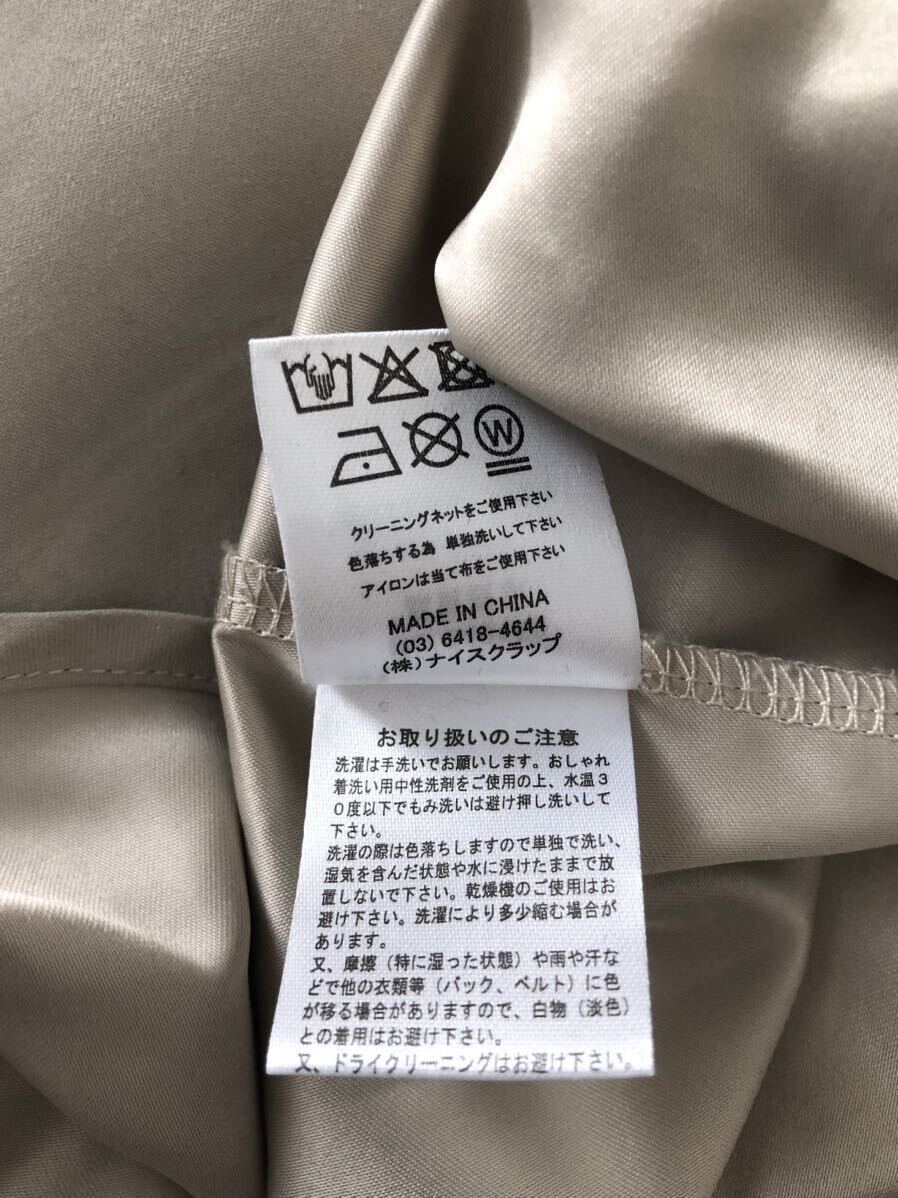 W
クリーニングネットをご使用下さい
色落ちする為 単独洗いして下さい
アイロンは当て布をご使用下さい
MADE IN CHINA
(03) 6418-4644
(株)ナイスクラップ
お取り扱いのご注意
洗濯は手洗いでお願いします。おしゃれ
着洗い用中性洗剤をご使用の上、水温3
0度以下でもみ洗いは避け押し洗いして
下さい。
洗濯の際は色落ちしますので単独で洗い、
湿気を含んだ状態や水に浸けたままで放
置しないで下さい。乾燥機のご使用はお
避け下さい。洗濯により多少縮む場合が
あります。
又、摩擦(特に湿った状態)や雨や汗な
どで他の衣類等(バック、ベルト)に色
が移る場合がありますので、白物(淡色)
との着用はお避け下さい。
又、ドライクリーニングはお避け下さい。